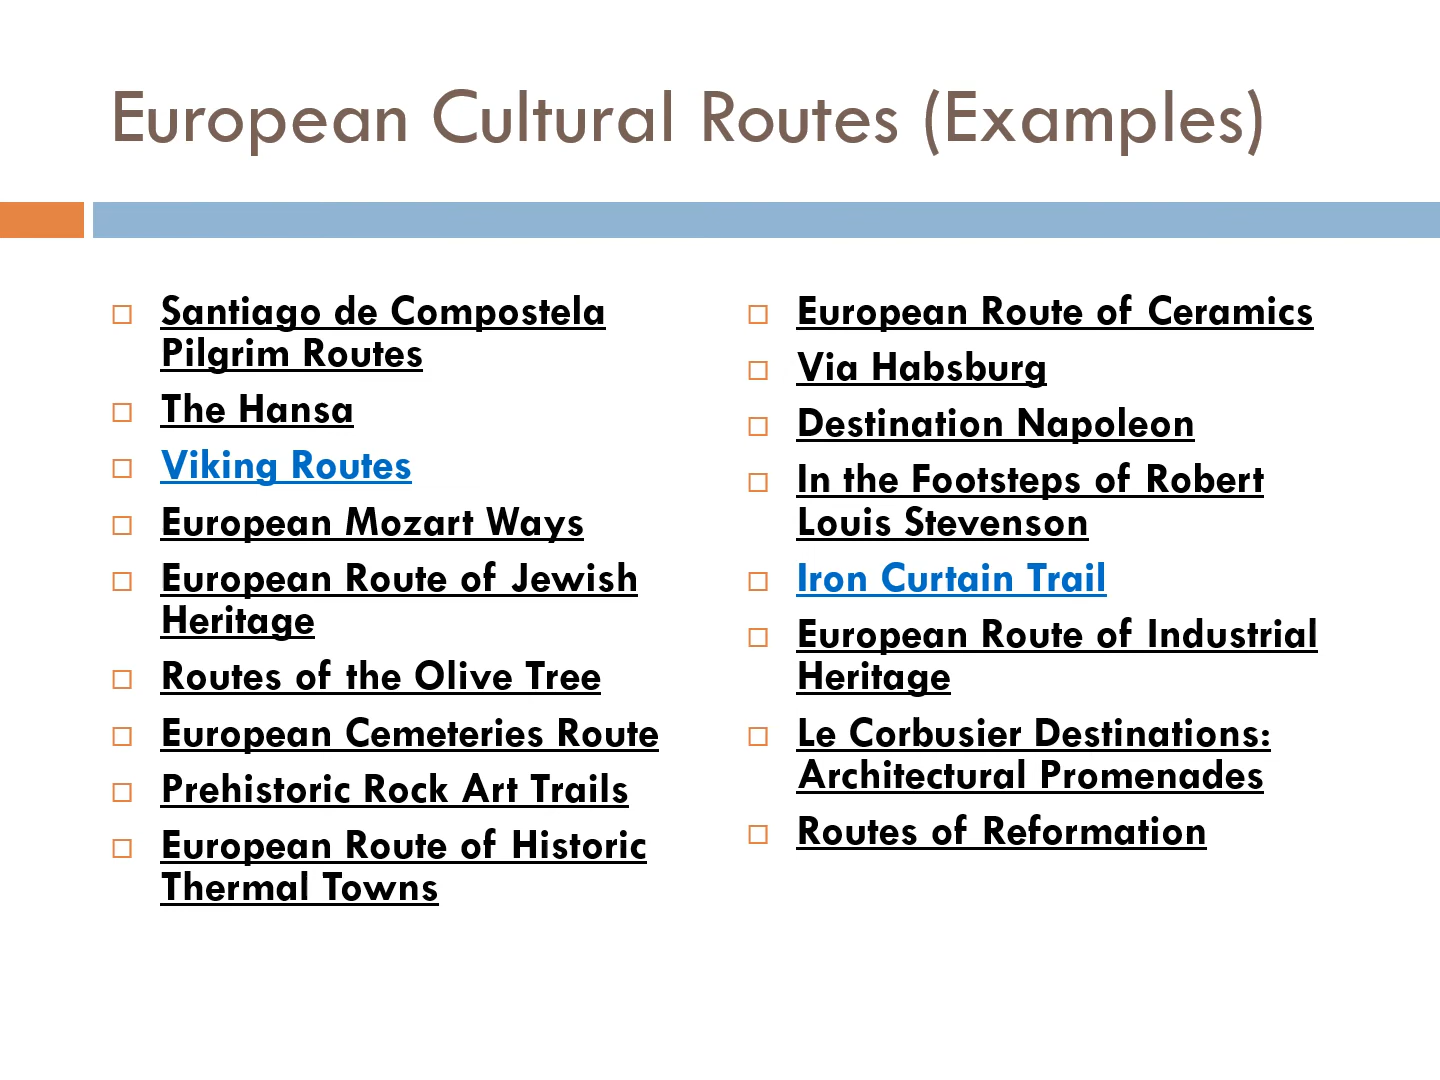 European Cultural Routes (Examples)
Santiago de Compostela
Pilgrim Routes
The Hansa
Viking Routes
European Mozart Ways
European Route of Jewish
Heritage
Routes of the Olive Tree
European Cemeteries Route
Prehistoric Rock Art Trails
European Route of Historic
Thermal Towns
European Route of Ceramics
Via Habsburg
Destination Napoleon
In the Footsteps of Robert
Louis Stevenson
Iron Curtain Trail
European Route of Industrial
Heritage
Le Corbusier Destinations:
Architectural Promenades
Routes of Reformation